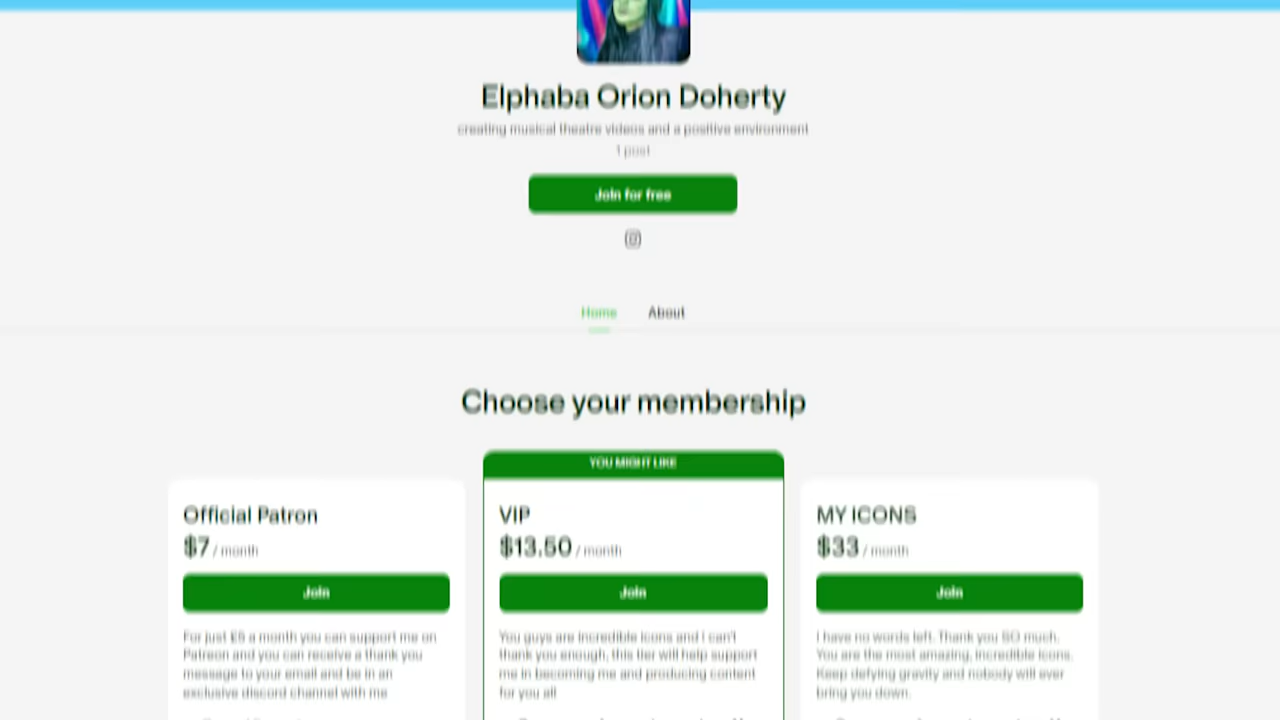 Elphaba Orion Doherty
creating musical theatre videos and a positive environment
1 post
Join for free
Home About
Choose your membership
YOU MIGHT LIKE
Official Patron
$7 / month
Join
For just £5 a month you can support me on
Patreon and you can receive a thank you
message to your email and be in an
exclusive discord channel with me
VIP
$13.50 / month
Join
You guys are incredible icons and I can't
thank you enough, this tier will help support
me in becoming me and producing content
for you all
MY ICONS
$33 / month
Join
I have no words left. Thank you SO much.
You are the most amazing, incredible icons.
Keep defying gravity and nobody will ever
bring you down.